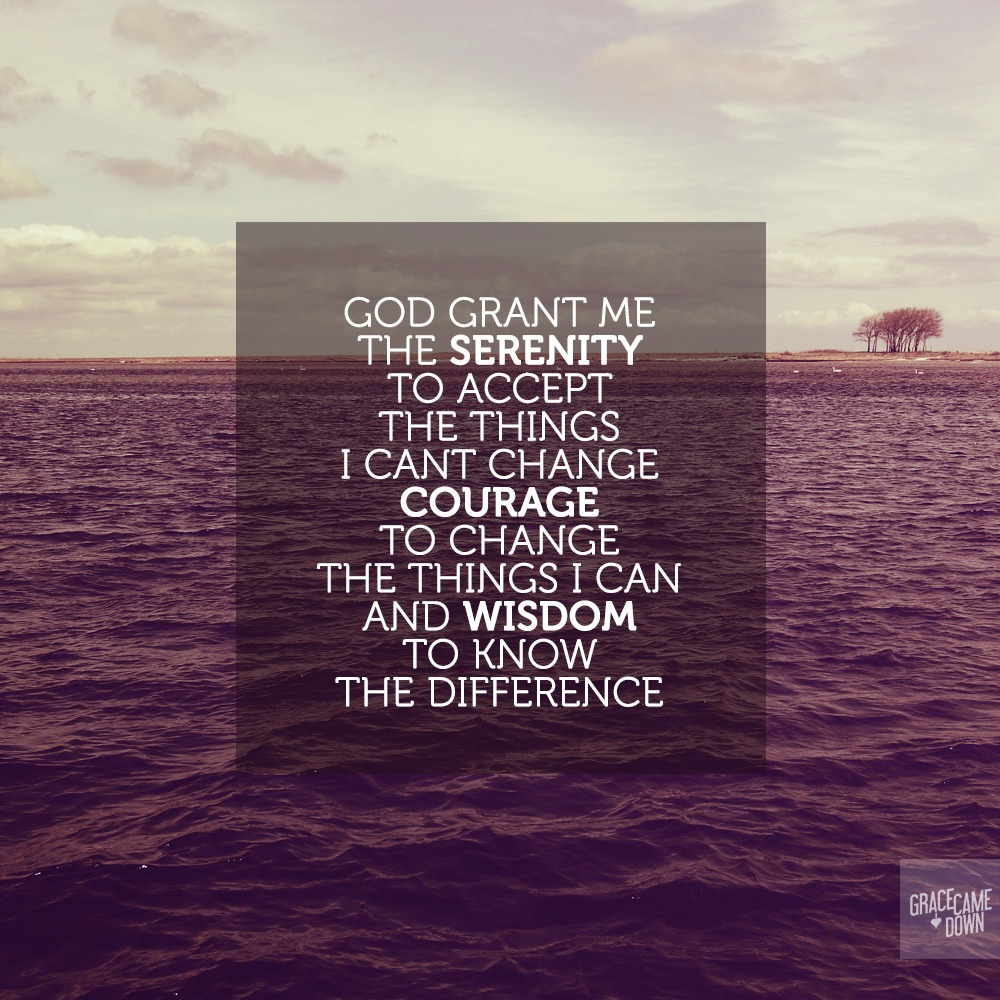 GOD GRANT ME
THE SERENITY
TO ACCEPT
THE THINGS
I CANT CHANGE
COURAGE
TO CHANGE
THE THINGS I CAN
AND WISDOM
TO KNOW
THE DIFFERENCE
GRACE CAME
DOWN